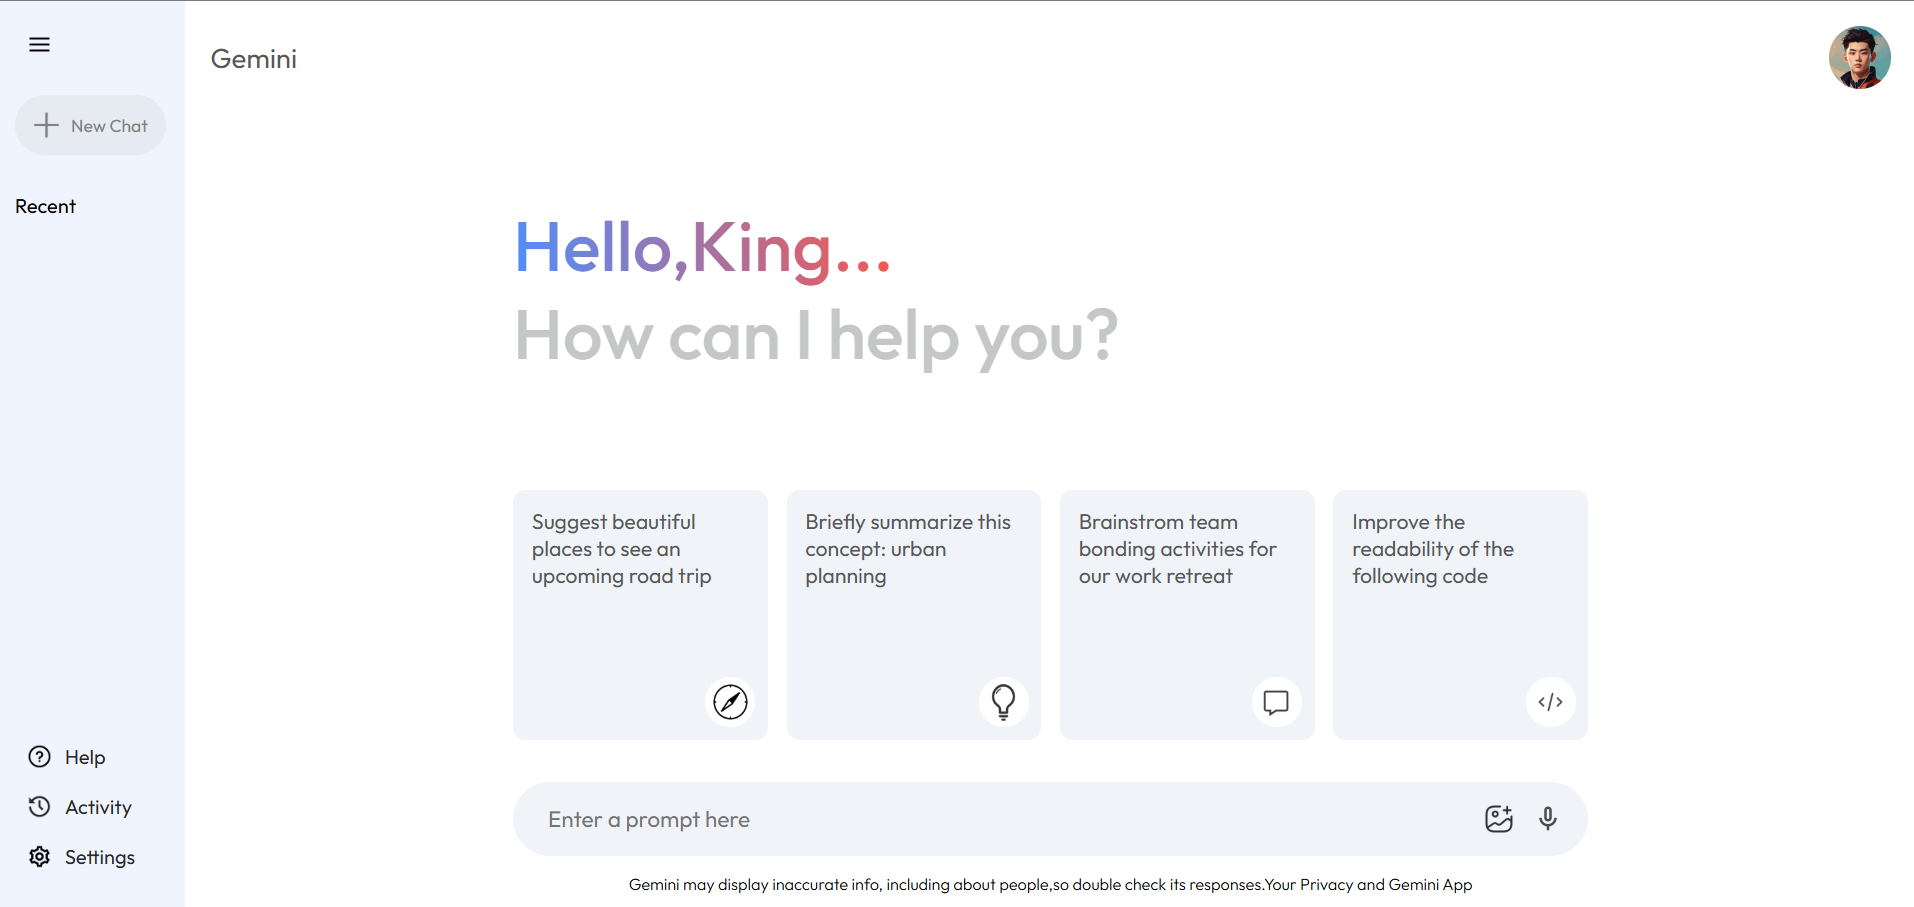 Gemini
New Chat
Recent
Hello,King...
How can I help you?
Suggest beautiful
places to see an
upcoming road trip
Briefly summarize this
concept: urban
planning
Brainstrom team
bonding activities for
our work retreat
Improve the
readability of the
following code
Help
Activity
Settings
Enter a prompt here
Gemini may display inaccurate info, including about people,so double check its responses.Your Privacy and Gemini App